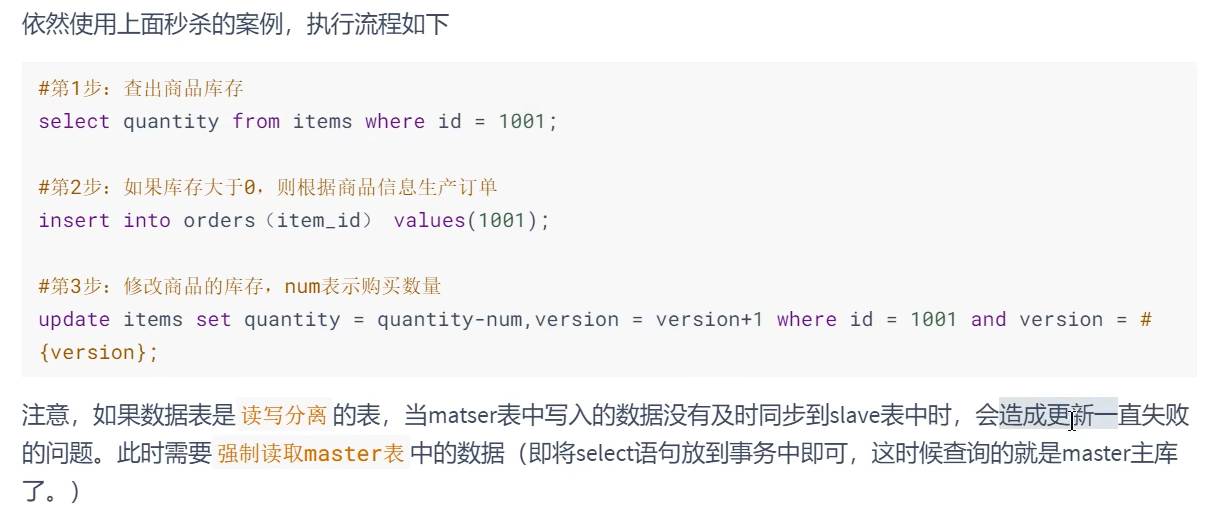 依然使用上面秒杀的案例，执行流程如下
#第1步：查出商品库存
select quantity from items where id = 1001;
#第2步：如果库存大于0，则根据商品信息生产订单
insert into orders（item_id） values(1001);
#第3步：修改商品的库存，num表示购买数量
update items set quantity = quantity-num,version = version+1 where id = 1001 and version = #
{version};
注意，如果数据表是读写分离的表，当matser表中写入的数据没有及时同步到slave表中时，会造成更新一直失败
的问题。此时需要强制读取master表中的数据（即将select语句放到事务中即可，这时候查询的就是master主库
了。）